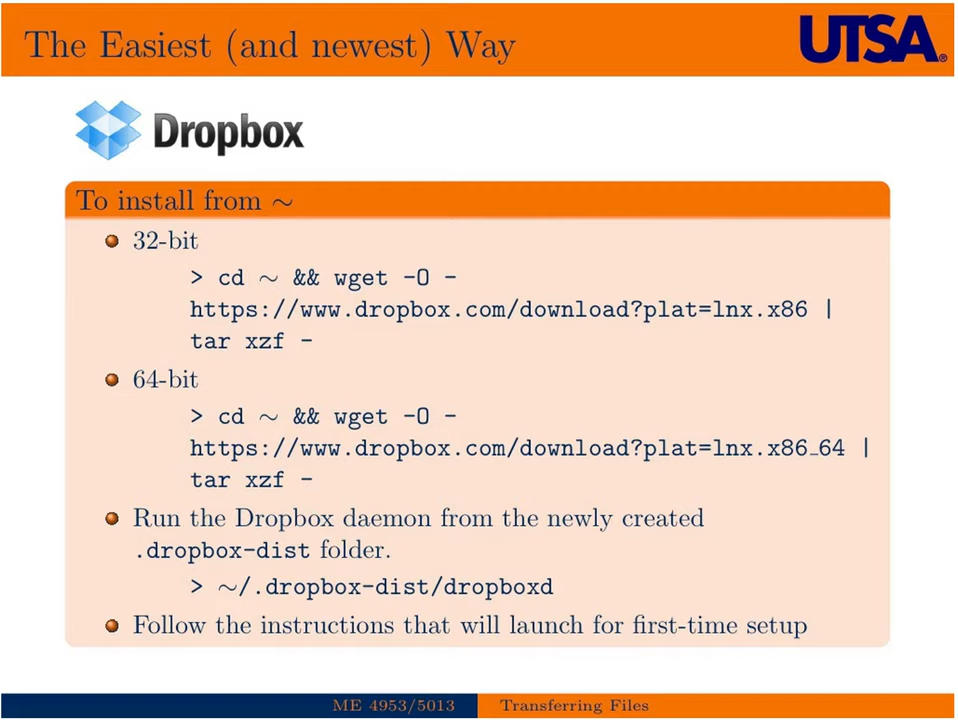 The Easiest (and newest) Way
UTSA®
Dropbox
To install from ∼
32-bit
> cd ∼ && wget -O -
https://www.dropbox.com/download?plat=lnx.x86 |
tar xzf -
64-bit
> cd ∼ && wget -O -
https://www.dropbox.com/download?plat=lnx.x86_64 |
tar xzf -
Run the Dropbox daemon from the newly created
.dropbox-dist folder.
> ∼/.dropbox-dist/dropboxd
Follow the instructions that will launch for first-time setup
ME 4953/5013 Transferring Files